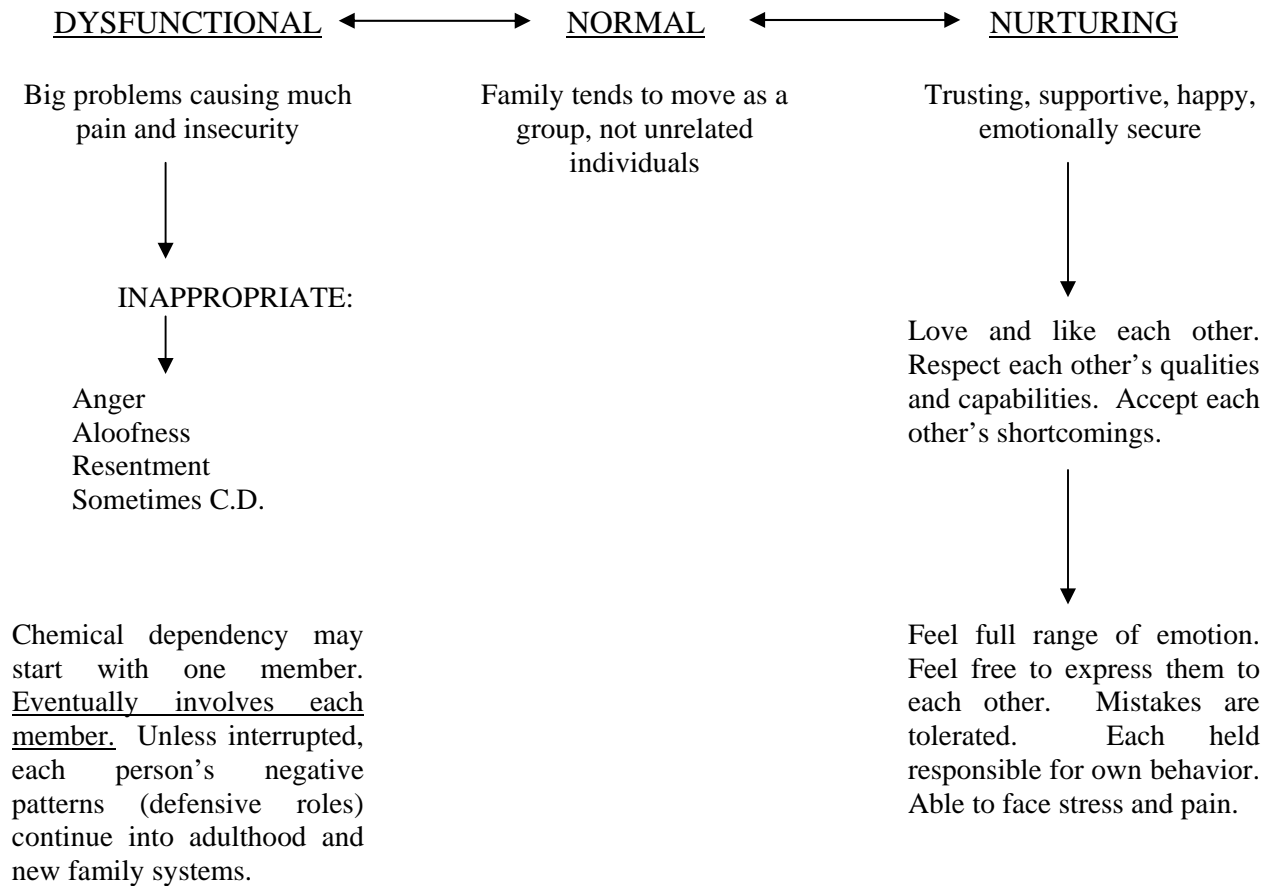 DYSFUNCTIONAL NORMAL NURTURING
Big problems causing much
pain and insecurity
Family tends to move as a
group, not unrelated
individuals
Trusting, supportive, happy,
emotionally secure
INAPPROPRIATE:
Anger
Aloofness
Resentment
Sometimes C.D.
Love and like each other.
Respect each other’s qualities
and capabilities. Accept each
other’s shortcomings.
Chemical dependency may
start with one member.
Eventually involves each
member. Unless interrupted,
each person’s negative
patterns (defensive roles)
continue into adulthood and
new family systems.
Feel full range of emotion.
Feel free to express them to
each other. Mistakes are
tolerated. Each held
responsible for own behavior.
Able to face stress and pain.